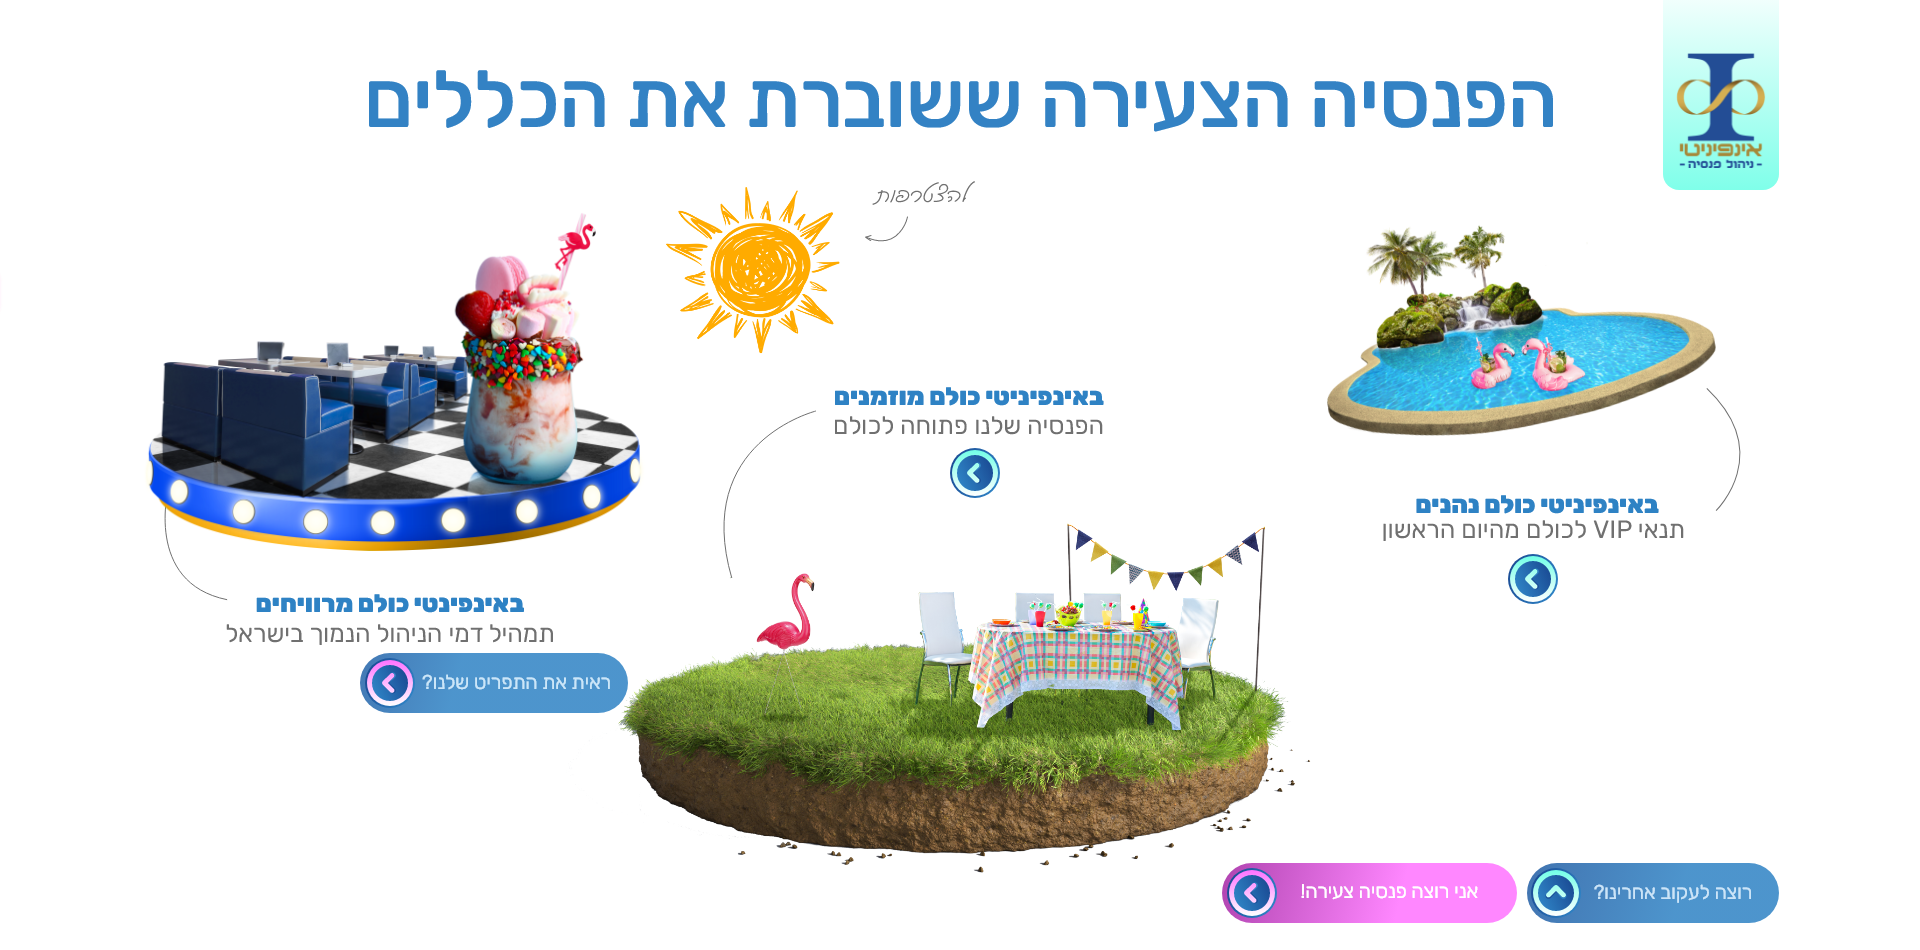 הפנסיה הצעירה ששוברת את הכללים
אינפיניטי
- ניהול פנסיה -
להצטרפות
באינפיניטי כולם מוזמנים
הפנסיה שלנו פתוחה לכולם
באינפיניטי כולם נהנים
תנאי VIP לכולם מהיום הראשון
באינפינטי כולם מרוויחים
תמהיל דמי הניהול הנמוך בישראל
ראית את התפריט שלנו?
רוצה לעקוב אחרינו?
אני רוצה פנסיה צעירה!